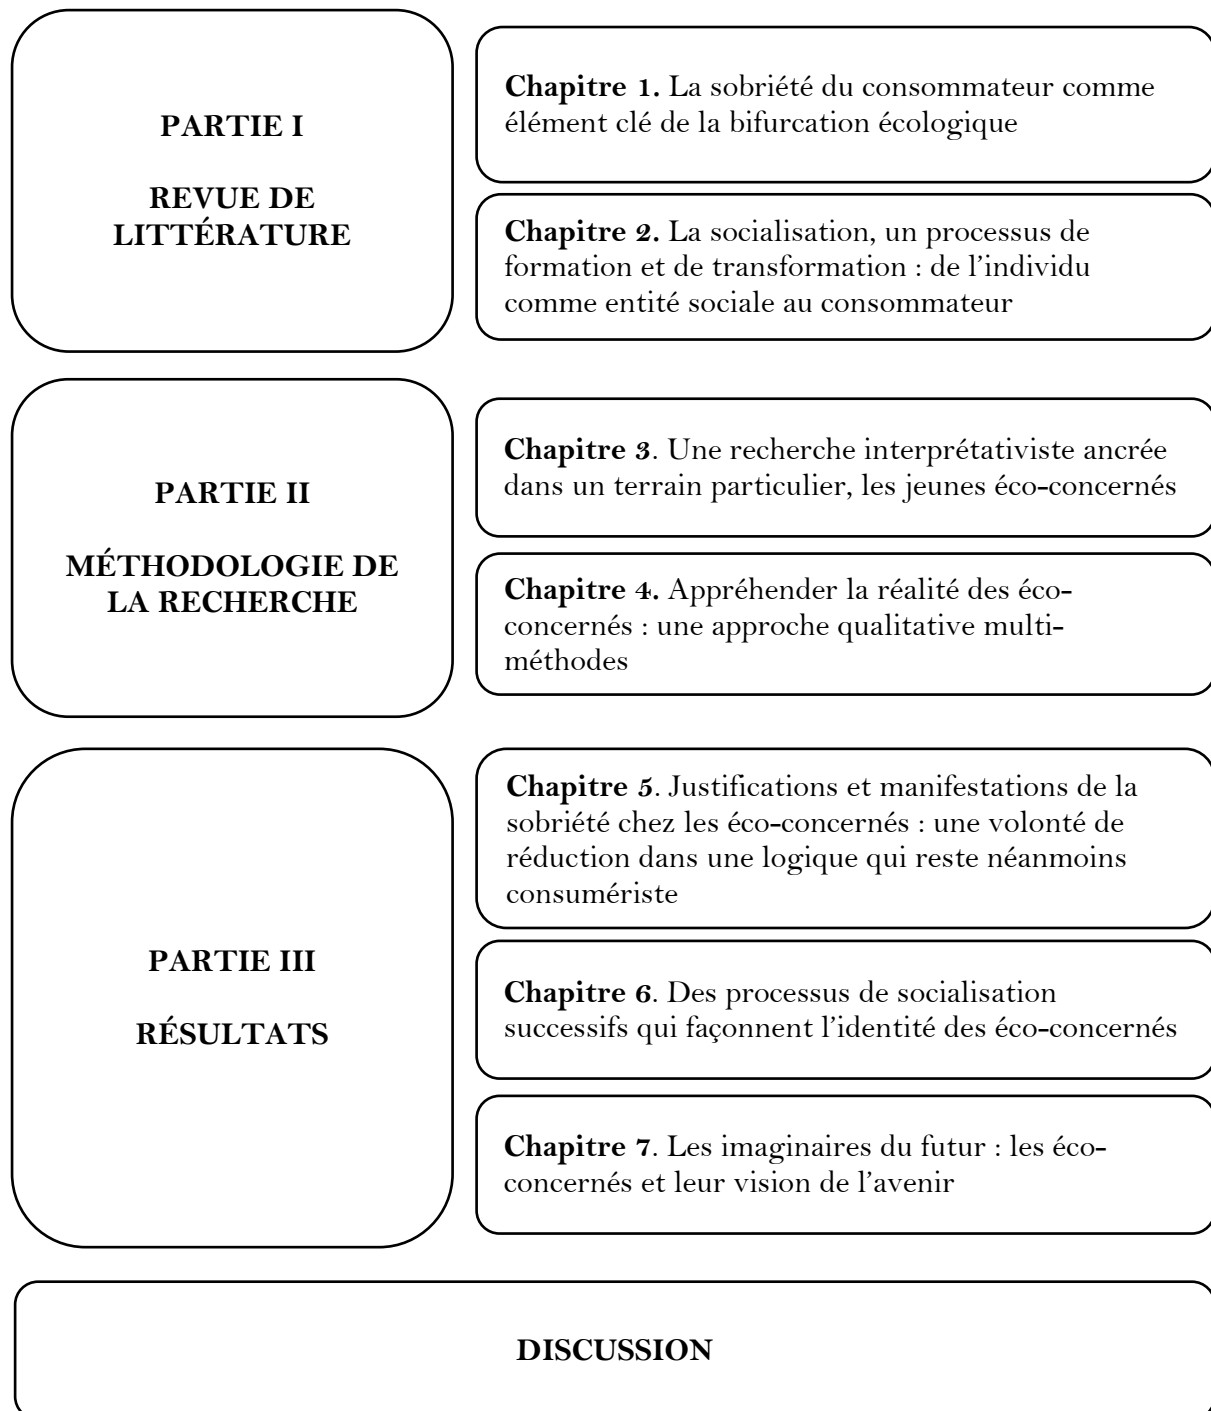 PARTIE I
REVUE DE
LITTÉRATURE
Chapitre 1. La sobriété du consommateur comme
élément clé de la bifurcation écologique
Chapitre 2. La socialisation, un processus de
formation et de transformation : de l’individu
comme entité sociale au consommateur
PARTIE II
MÉTHODOLOGIE DE
LA RECHERCHE
Chapitre 3. Une recherche interprétativiste ancrée
dans un terrain particulier, les jeunes éco-concernés
Chapitre 4. Appréhender la réalité des éco-
concernés : une approche qualitative multi-
méthodes
PARTIE III
RÉSULTATS
Chapitre 5. Justifications et manifestations de la
sobriété chez les éco-concernés : une volonté de
réduction dans une logique qui reste néanmoins
consumériste
Chapitre 6. Des processus de socialisation
successifs qui façonnent l’identité des éco-concernés
Chapitre 7. Les imaginaires du futur : les éco-
concernés et leur vision de l’avenir
DISCUSSION